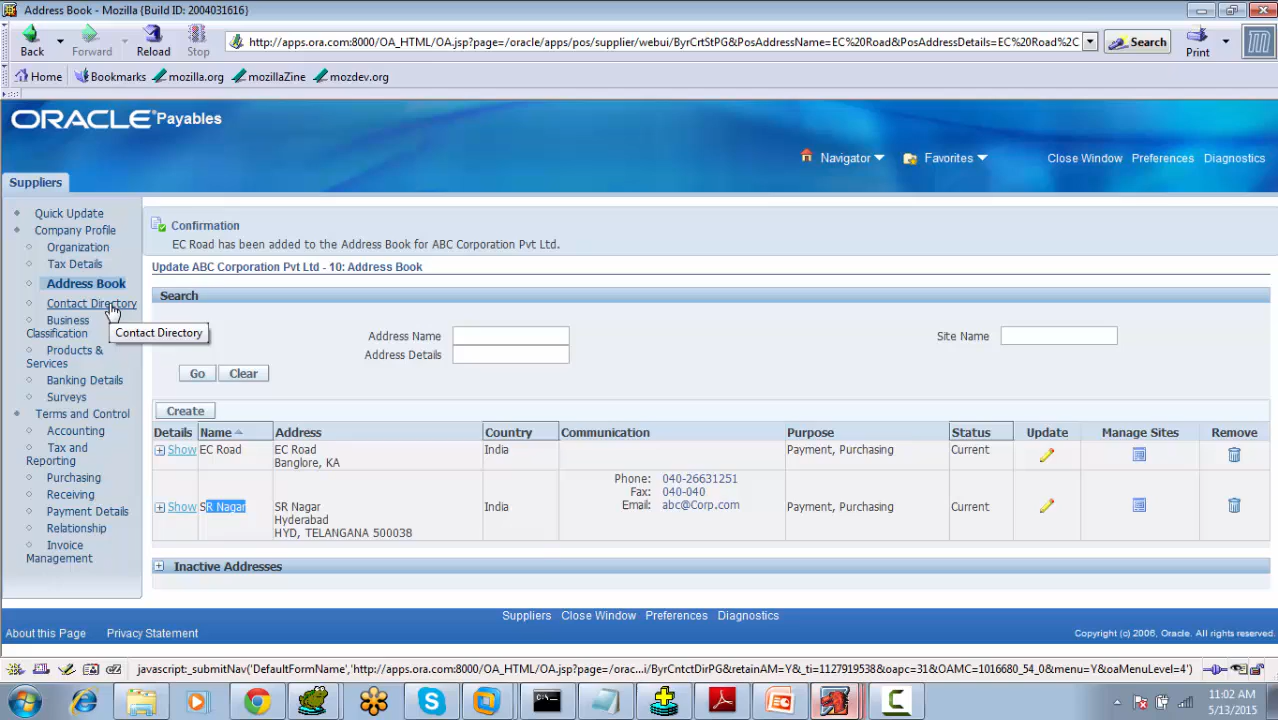 Address Book - Mozilla {Build ID: 2004031616}
Back
Forward
Reload
Stop
http://apps.ora.com:8000/OA_HTML/OA.jsp?page=/oracle/apps/pos/supplier/webui/ByrCrtStPG&PosAddressName=EC%20Road&PosAddressDetails=EC%20Road%2C
Search
Print
Home
Bookmarks
mozilla.org
mozillaZine
mozdev.org
ORACLE Payables
Navigator
Favorites
Close Window
Preferences
Diagnostics
Suppliers
Quick Update
Company Profile
Organization
Tax Details
Address Book
Contact Directory
Business
Classification
Products &
Services
Banking Details
Surveys
Terms and Control
Accounting
Tax and
Reporting
Purchasing
Receiving
Payment Details
Relationship
Invoice
Management
Contact Directory
Confirmation
EC Road has been added to the Address Book for ABC Corporation Pvt Ltd.
Update ABC Corporation Pvt Ltd - 10: Address Book
Search
Address Name
Site Name
Address Details
Go
Clear
Create
Details Name Address Country Communication Purpose Status Update Manage Sites Remove
Show EC Road EC Road India Payment, Purchasing Current
Banglore, KA
Phone: 040-26631251
Fax: 040-040
Show SR Nagar SR Nagar India Email: abc@Corp.com Payment, Purchasing Current
Hyderabad
HYD, TELANGANA 500038
Inactive Addresses
Suppliers Close Window Preferences Diagnostics
About this Page Privacy Statement
Copyright (c) 2006, Oracle. All rights reserved.
javascript:_submitNav('DefaultFormName','http://apps.ora.com:8000/OA_HTML/OA.jsp?page=/orac...i/ByrCntctDirPG&retainAM=Y&_ti=1127919538&oapc=31&OAMC=1016680_54_0&menu=Y&oaMenuLevel=4')
11:02 AM
5/13/2015